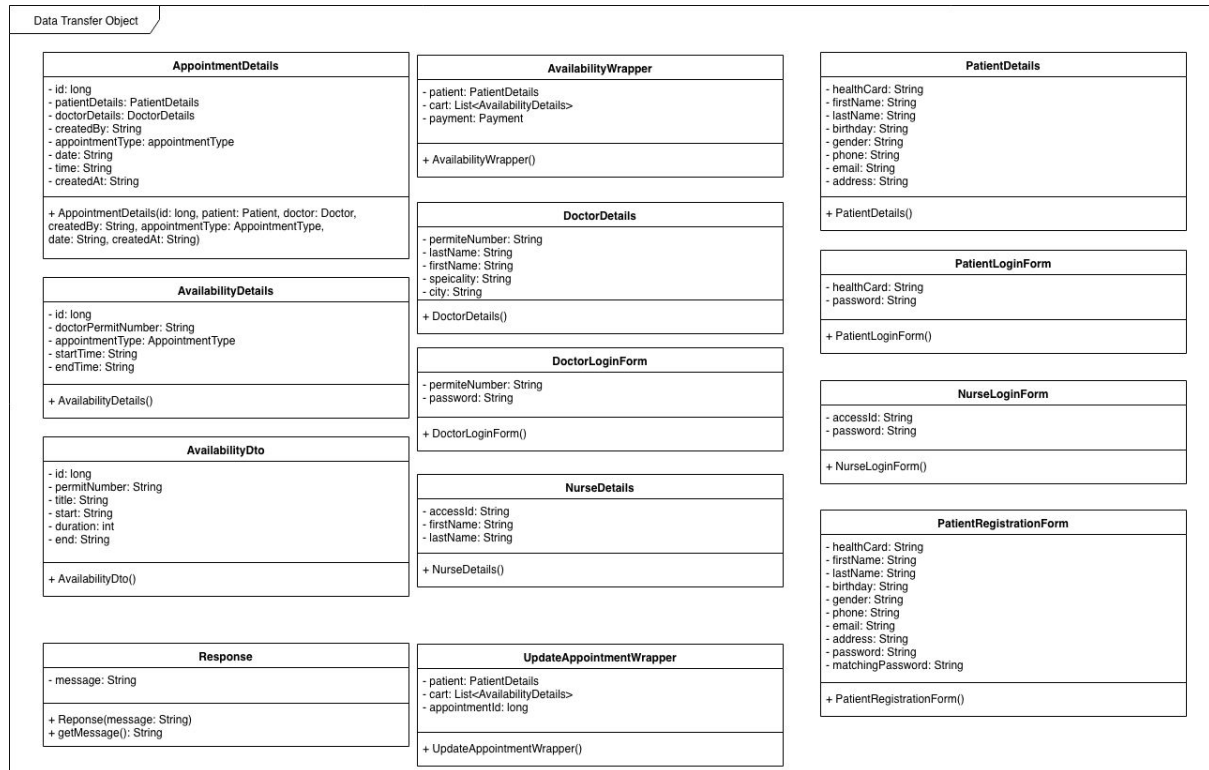 Data Transfer Object
AppointmentDetails
- id: long
- patientDetails: PatientDetails
- doctorDetails: DoctorDetails
- createdBy: String
- appointmentType: appointmentType
- date: String
- time: String
- createdAt: String
+ AppointmentDetails(id: long, patient: Patient, doctor: Doctor,
createdBy: String, appointmentType: AppointmentType,
date: String, createdAt: String)
AvailabilityDetails
- id: long
- doctorPermitNumber: String
- appointmentType: AppointmentType
- startTime: String
- endTime: String
+ AvailabilityDetails()
AvailabilityDto
- id: long
- permitNumber: String
- title: String
- start: String
- duration: int
- end: String
+ AvailabilityDto()
Response
- message: String
+ Reponse(message: String)
+ getMessage(): String
AvailabilityWrapper
- patient: PatientDetails
- cart: List<AvailabilityDetails>
- payment: Payment
+ AvailabilityWrapper()
DoctorDetails
- permiteNumber: String
- lastName: String
- firstName: String
- speicality: String
- city: String
+ DoctorDetails()
DoctorLoginForm
- permiteNumber: String
- password: String
+ DoctorLoginForm()
NurseDetails
- accessId: String
- firstName: String
- lastName: String
+ NurseDetails()
UpdateAppointmentWrapper
- patient: PatientDetails
- cart: List<AvailabilityDetails>
- appointmentId: long
+ UpdateAppointmentWrapper()
PatientDetails
- healthCard: String
- firstName: String
- lastName: String
- birthday: String
- gender: String
- phone: String
- email: String
- address: String
+ PatientDetails()
PatientLoginForm
- healthCard: String
- password: String
+ PatientLoginForm()
NurseLoginForm
- accessId: String
- password: String
+ NurseLoginForm()
PatientRegistrationForm
- healthCard: String
- firstName: String
- lastName: String
- birthday: String
- gender: String
- phone: String
- email: String
- address: String
- password: String
- matchingPassword: String
+ PatientRegistrationForm()